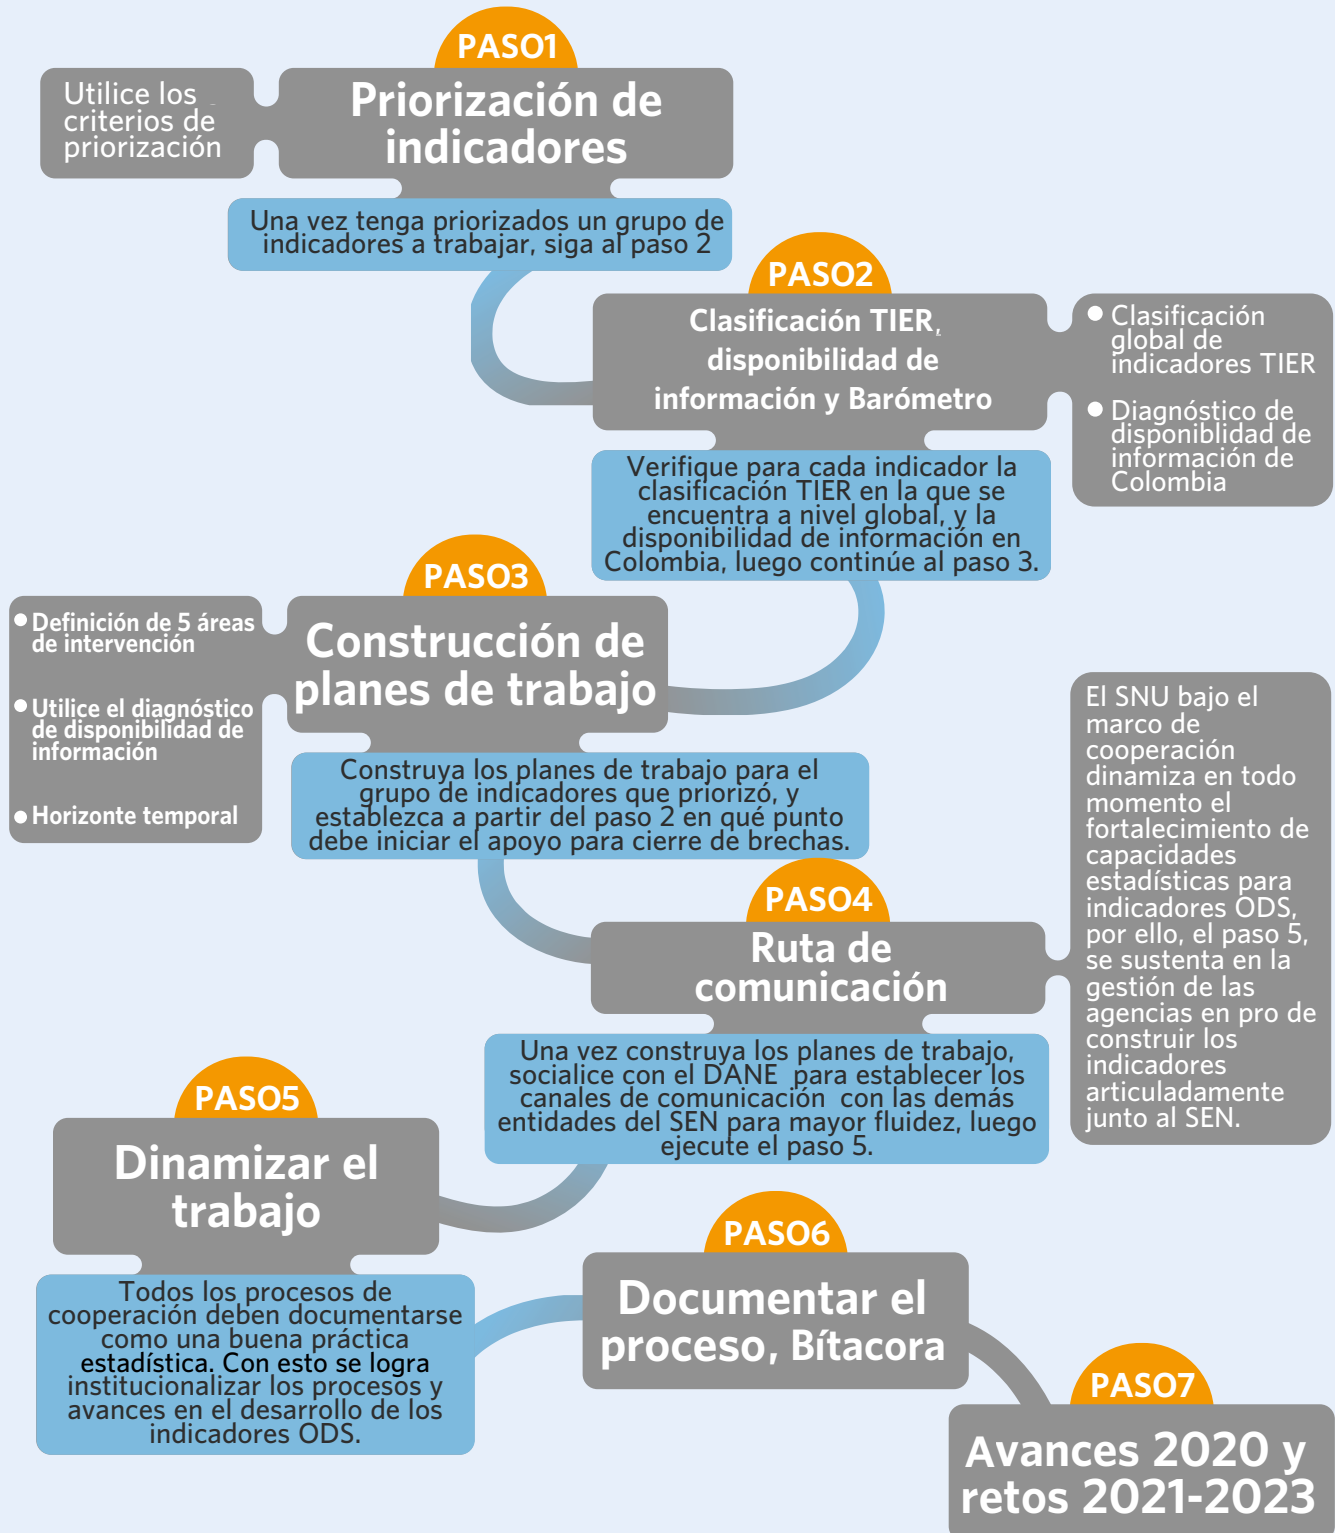 PASO1
Utilice los
criterios de
priorización
Priorización de
indicadores
Una vez tenga priorizados un grupo de
indicadores a trabajar, siga al paso 2
PASO2
Clasificación TIER,
disponibilidad de
información y Barómetro
● Clasificación
global de
indicadores TIER
● Diagnóstico de
disponiblidad de
información de
Colombia
Verifique para cada indicador la
clasificación TIER en la que se
encuentra a nivel global, y la
disponibilidad de información en
Colombia, luego continúe al paso 3.
PASO3
● Definición de 5 áreas
de intervención
● Utilice el diagnóstico
de disponibilidad de
información
● Horizonte temporal
Construcción de
planes de trabajo
Construya los planes de trabajo para el
grupo de indicadores que priorizó, y
establezca a partir del paso 2 en qué punto
debe iniciar el apoyo para cierre de brechas.
PASO4
Ruta de
comunicación
El SNU bajo el
marco de
cooperación
dinamiza en todo
momento el
fortalecimiento de
capacidades
estadísticas para
indicadores ODS,
por ello, el paso 5,
se sustenta en la
gestión de las
agencias en pro de
construir los
indicadores
articuladamente
junto al SEN.
Una vez construya los planes de trabajo,
socialice con el DANE para establecer los
canales de comunicación con las demás
entidades del SEN para mayor fluidez, luego
ejecute el paso 5.
PASO5
Dinamizar el
trabajo
Todos los procesos de
cooperación deben documentarse
como una buena práctica
estadística. Con esto se logra
institucionalizar los procesos y
avances en el desarrollo de los
indicadores ODS.
PASO6
Documentar el
proceso, Bítacora
PASO7
Avances 2020 y
retos 2021-2023